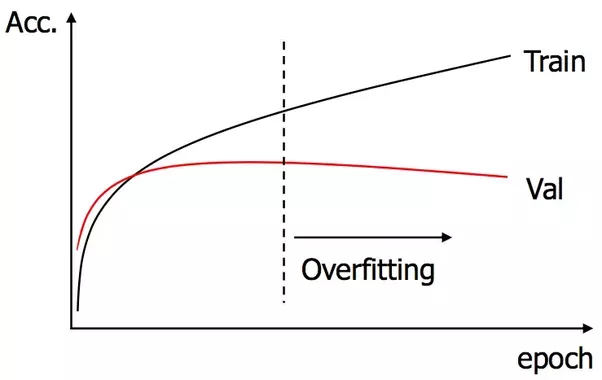 Acc.
Train
Val
Overfitting
epoch